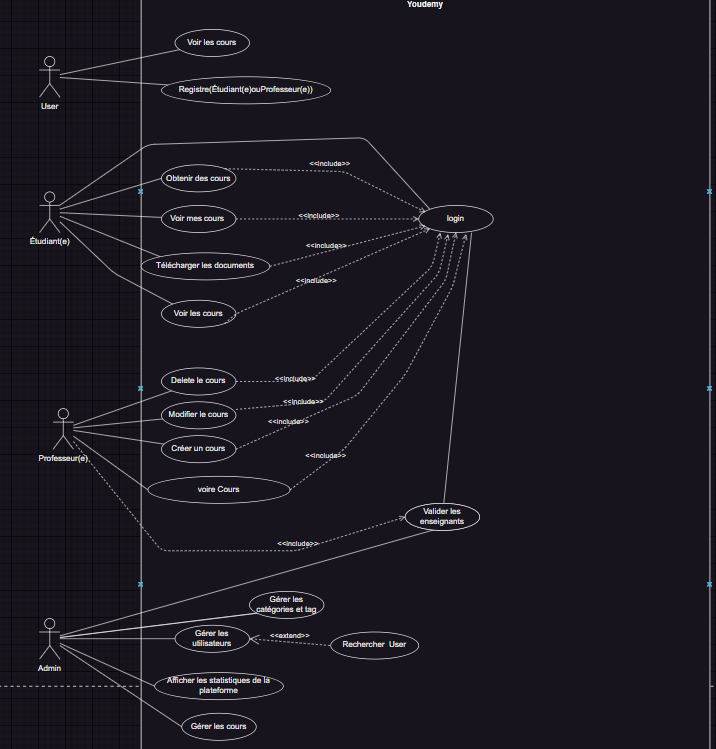 Youdemy
Voir les cours
Registre(Étudiant(e)ouProfesseur(e))
User
<<include>>
Obtenir des cours
Voir mes cours
<<include>>
login
Étudiant(e)
<<include>>
Télécharger les documents
<<include>>
Voir les cours
Delete le cours
<<include>>
<<include>>
Modifier le cours
<<include>>
Créer un cours
Professeur(e)
<<include>>
voire Cours
Valider les
enseignants
<<include>>
Gérer les
catégories et tag
Gérer les
utilisateurs
<<extend>>
Rechercher User
Admin
Afficher les statistiques de la
plateforme
Gérer les cours